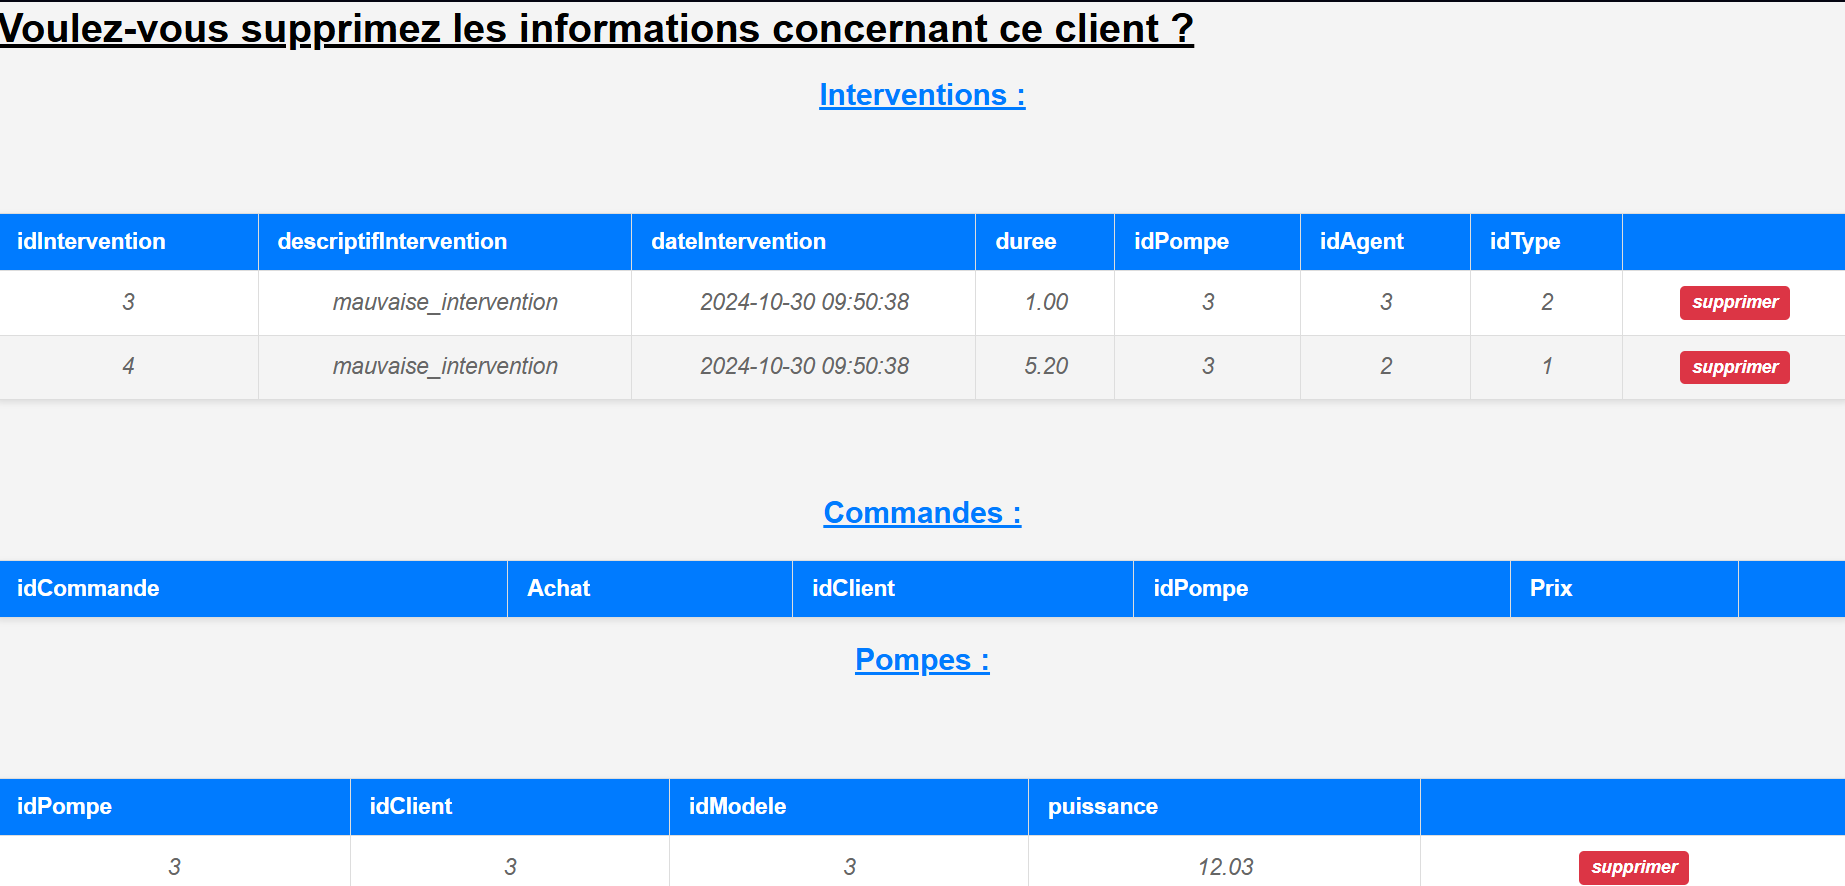 Voulez-vous supprimez les informations concernant ce client ?
Interventions :
idIntervention descriptifIntervention dateIntervention duree idPompe idAgent idType
3 mauvaise_intervention 2024-10-30 09:50:38 1.00 3 3 2 supprimer
4 mauvaise_intervention 2024-10-30 09:50:38 5.20 3 2 1 supprimer
Commandes :
idCommande Achat idClient idPompe Prix
Pompes :
idPompe idClient idModele puissance
3 3 3 12.03 supprimer